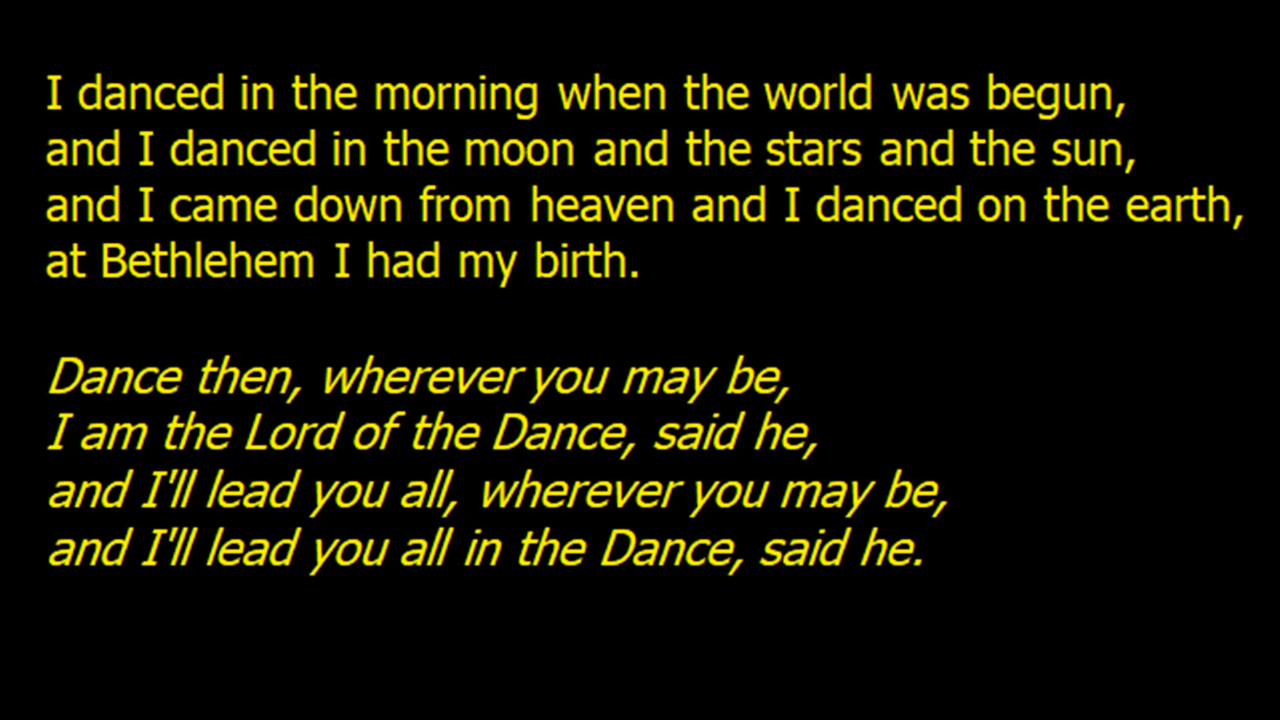 I danced in the morning when the world was begun,
and I danced in the moon and the stars and the sun,
and I came down from heaven and I danced on the earth,
at Bethlehem I had my birth.
Dance then, wherever you may be,
I am the Lord of the Dance, said he,
and I'll lead you all, wherever you may be,
and I'll lead you all in the Dance, said he.